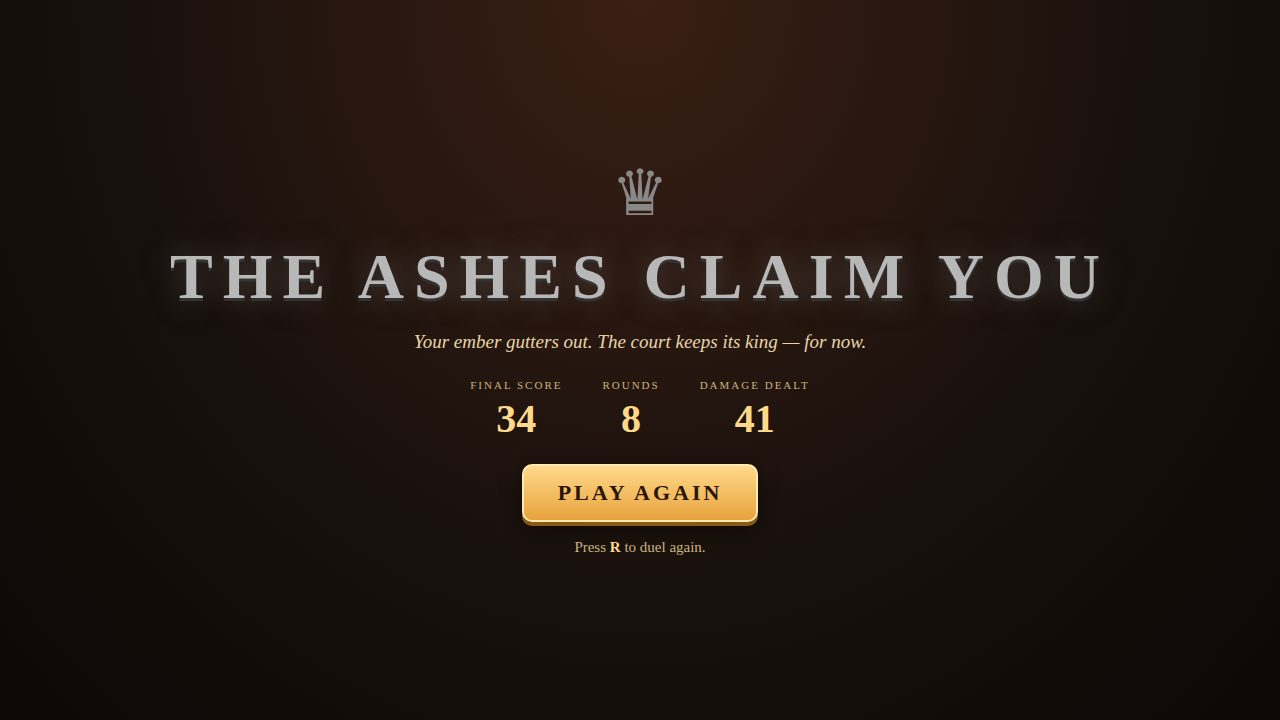 THE ASHES CLAIM YOU
Your ember gutters out. The court keeps its king — for now.
FINAL SCORE ROUNDS DAMAGE DEALT
34 8 41
PLAY AGAIN
Press R to duel again.